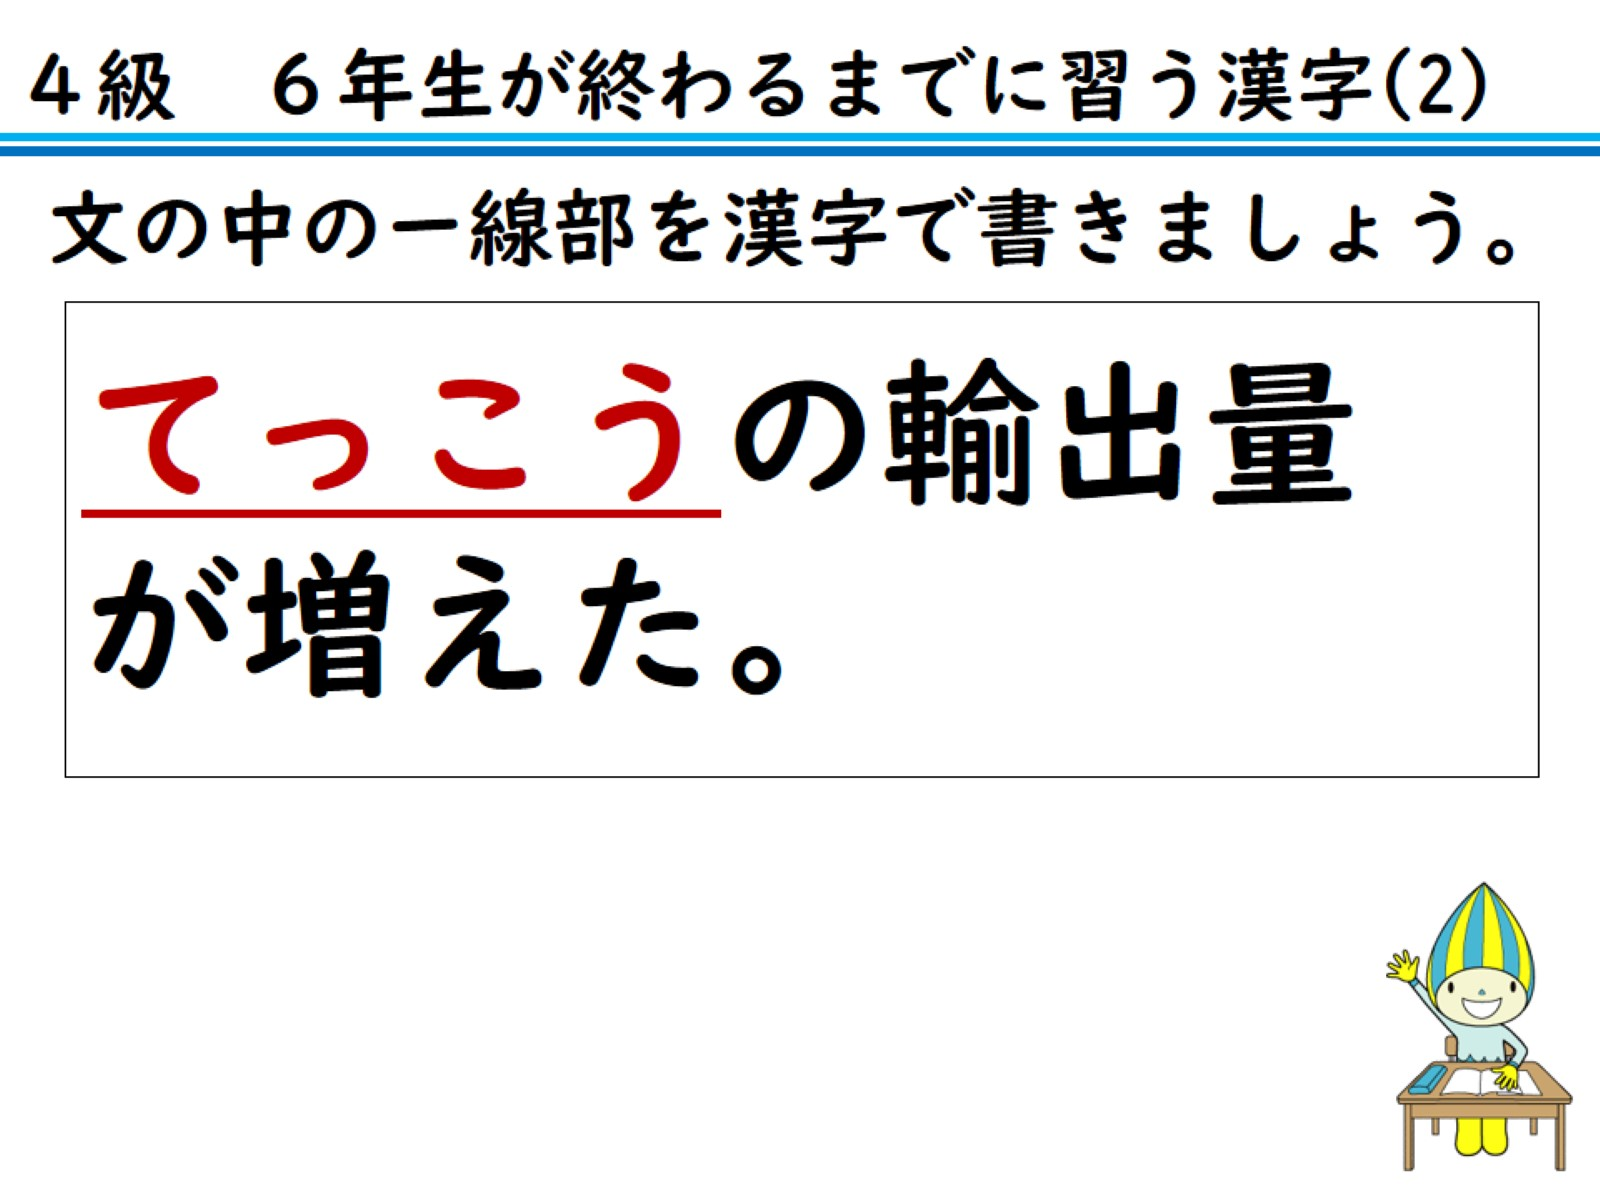 ４級　６年生が終わるまでに習う漢字(2)
文の中の－線部を漢字で書きましょう。
てっこうの輸出量
が増えた。